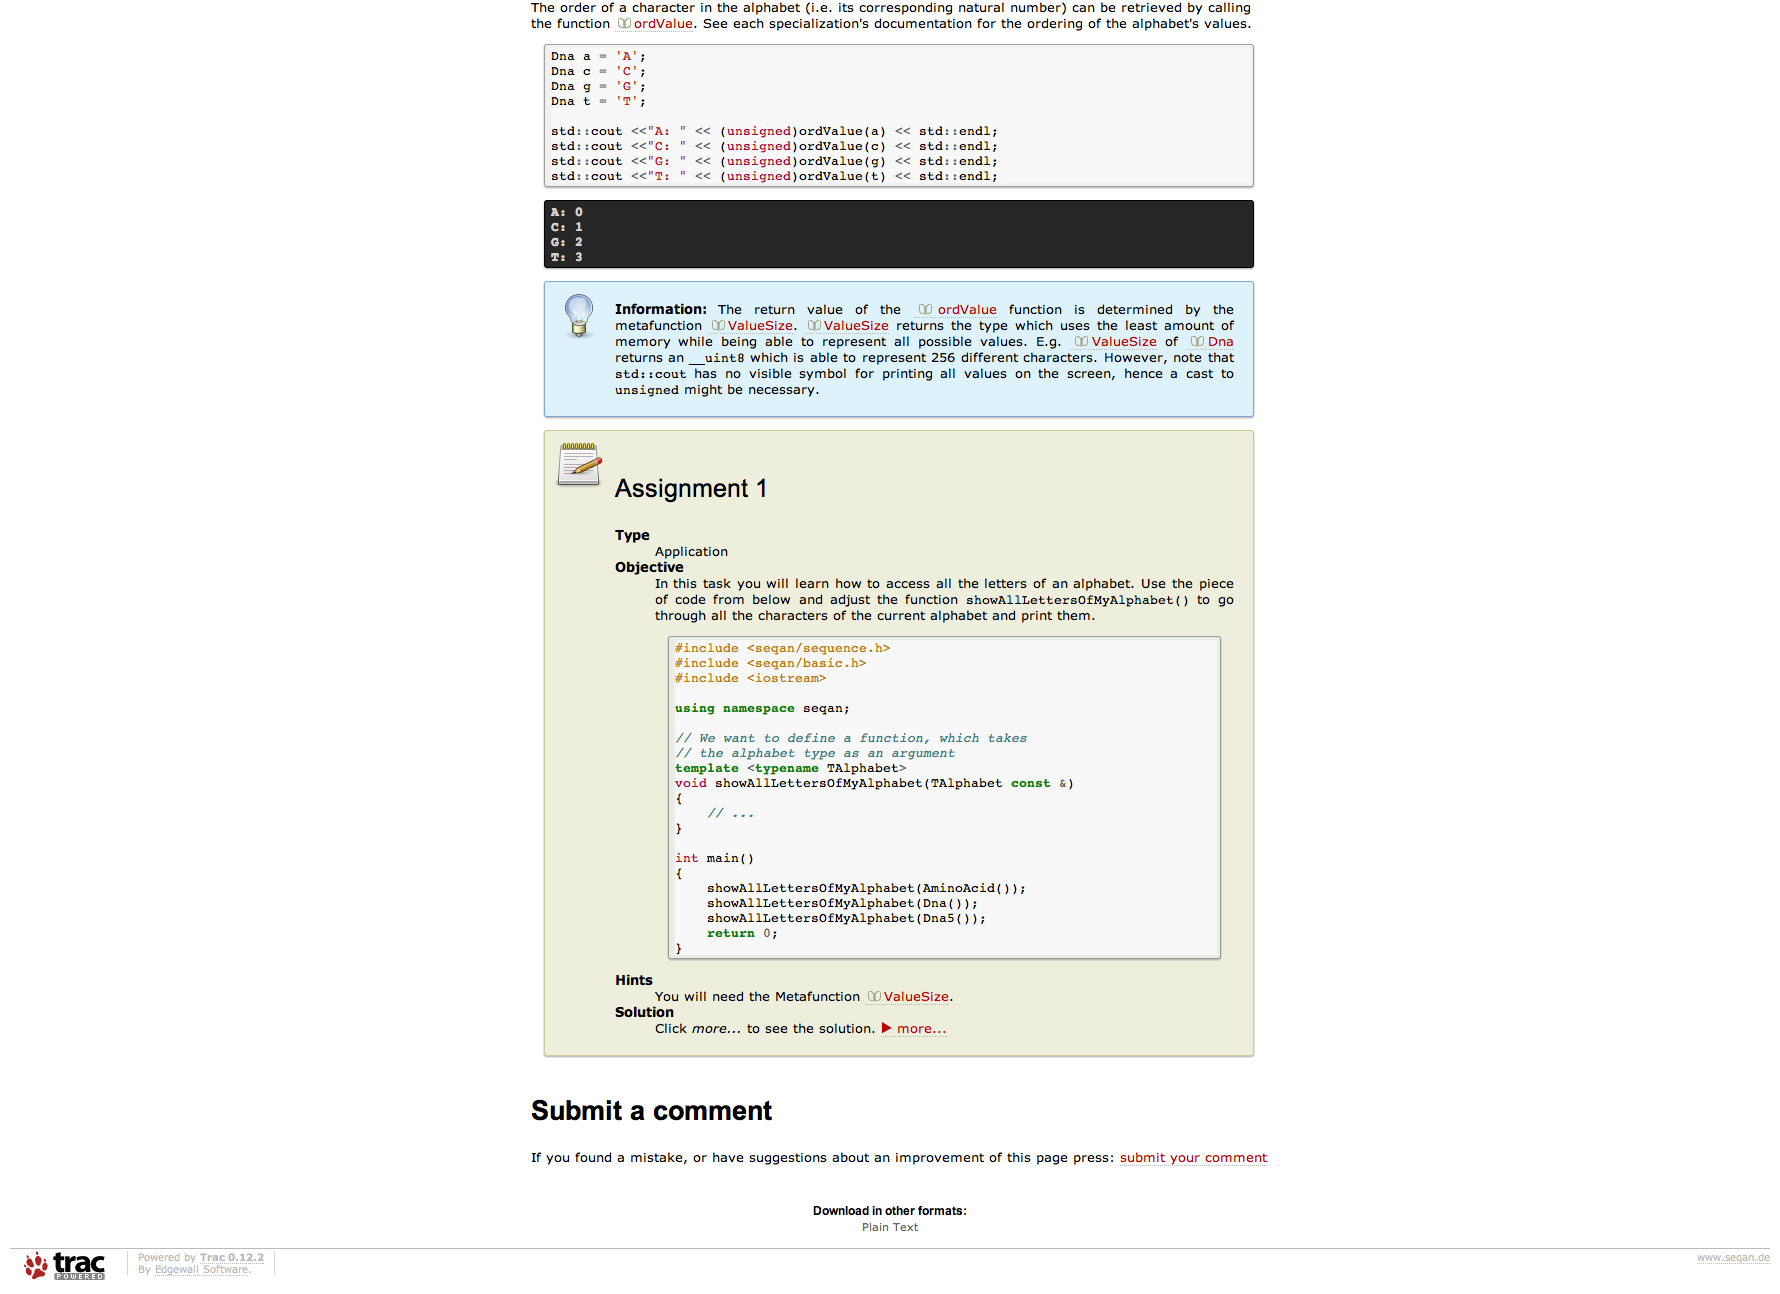 The order of a character in the alphabet (i.e. its corresponding natural number) can be retrieved by calling
the function ordValue. See each specialization's documentation for the ordering of the alphabet's values.
Dna a = 'A';
Dna c = 'C';
Dna g = 'G';
Dna t = 'T';
std::cout <<"A: " << (unsigned)ordValue(a) << std::endl;
std::cout <<"C: " << (unsigned)ordValue(c) << std::endl;
std::cout <<"G: " << (unsigned)ordValue(g) << std::endl;
std::cout <<"T: " << (unsigned)ordValue(t) << std::endl;
A: 0
C: 1
G: 2
T: 3
Information: The return value of the ordValue function is determined by the
metafunction ValueSize. ValueSize returns the type which uses the least amount of
memory while being able to represent all possible values. E.g. ValueSize of Dna
returns an __uint8 which is able to represent 256 different characters. However, note that
std::cout has no visible symbol for printing all values on the screen, hence a cast to
unsigned might be necessary.
Assignment 1
Type
Application
Objective
In this task you will learn how to access all the letters of an alphabet. Use the piece
of code from below and adjust the function showAllLettersOfMyAlphabet() to go
through all the characters of the current alphabet and print them.
#include <seqan/sequence.h>
#include <seqan/basic.h>
#include <iostream>
using namespace seqan;
// We want to define a function, which takes
// the alphabet type as an argument
template <typename TAlphabet>
void showAllLettersOfMyAlphabet(TAlphabet const &)
{
// ...
}
int main()
{
showAllLettersOfMyAlphabet(AminoAcid());
showAllLettersOfMyAlphabet(Dna());
showAllLettersOfMyAlphabet(Dna5());
return 0;
}
Hints
You will need the Metafunction ValueSize.
Solution
Click more... to see the solution. ▶ more...
Submit a comment
If you found a mistake, or have suggestions about an improvement of this page press: submit your comment
Download in other formats:
Plain Text
trac
POWERED
Powered by Trac 0.12.2
By Edgewall Software.
www.seqan.de